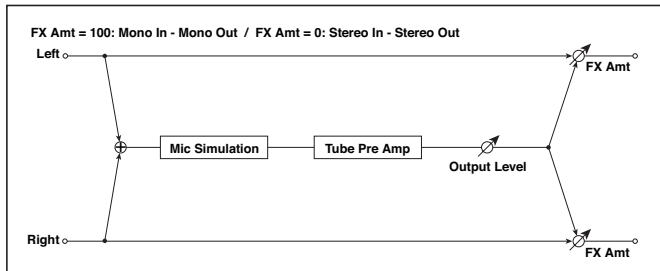 FX Amt = 100: Mono In - Mono Out / FX Amt = 0: Stereo In - Stereo Out
Left
FX Amt
Mic Simulation
Tube Pre Amp
Output Level
Right
FX Amt